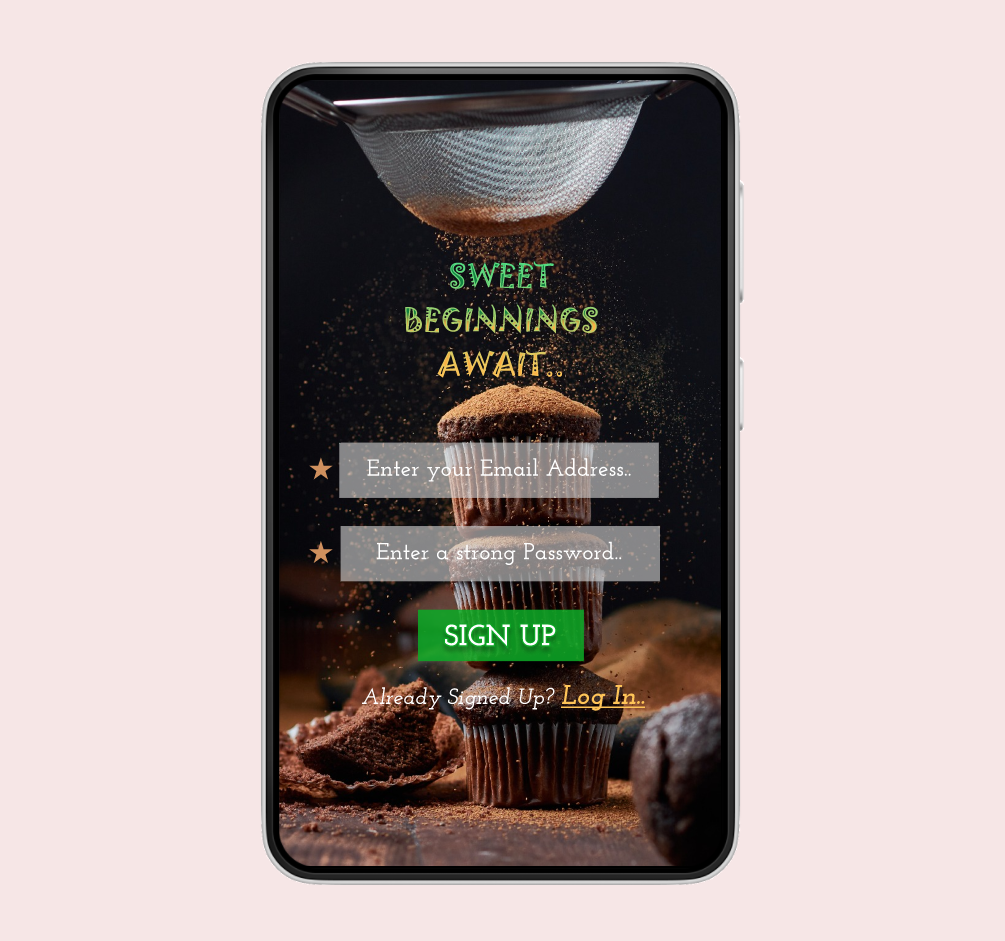 SWEET
BEGINNINGS
AWAIT..
Enter your Email Address..
Enter a strong Password..
SIGN UP
Already Signed Up? Log In..